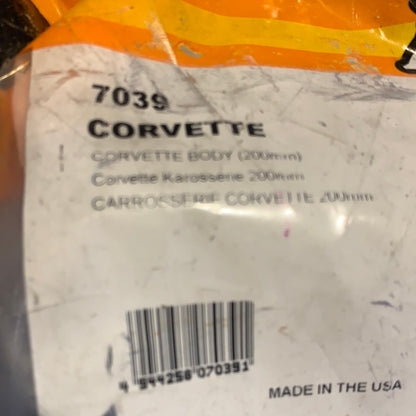 7039
CORVETTE
CORVETTE BODY (200mm)
Corvette Karosserie 200mm
CARROSSERIE CORVETTE 200mm
4 944258 070391
MADE IN THE USA